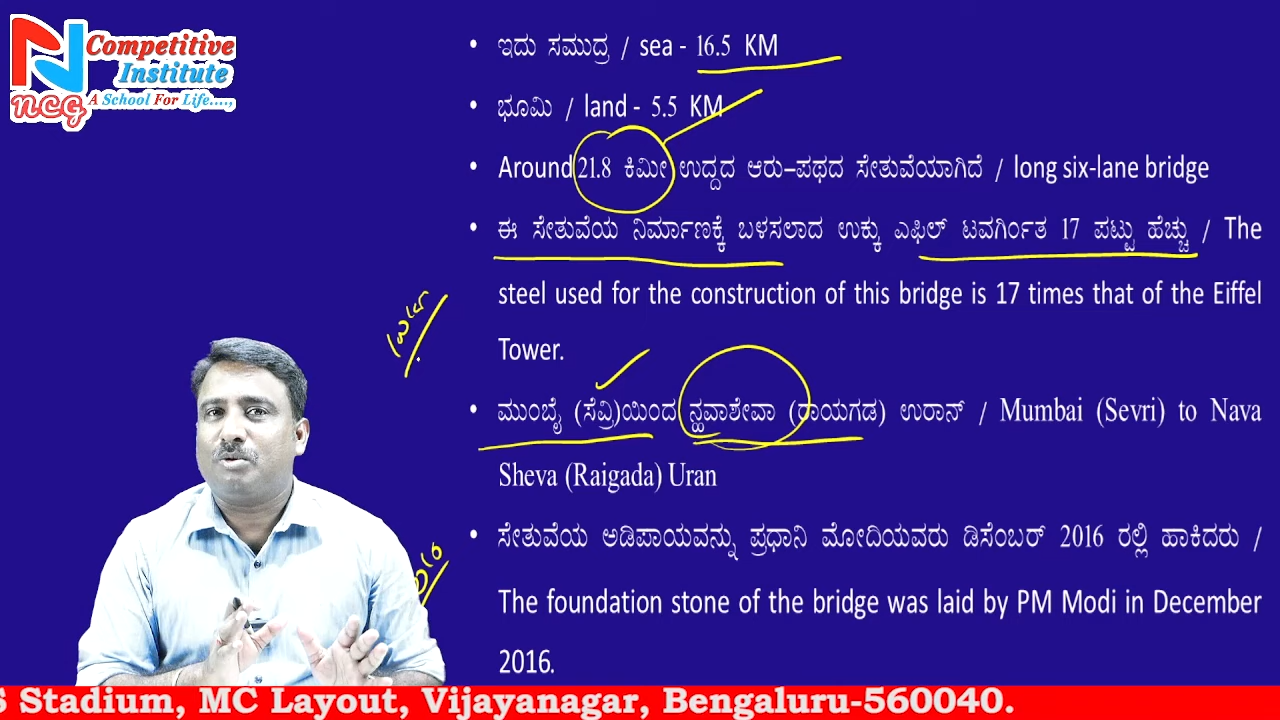 Competitive
Institute
ncg A School For Life....,
• ಇದು ಸಮುದ್ರ / sea - 16.5 KM
• ಭೂಮಿ / land - 5.5 KM
• Around 21.8 ಕಿಮೀ ಉದ್ದದ ಆರು–ಪಥದ ಸೇತುವೆಯಾಗಿದೆ / long six-lane bridge
• ಈ ಸೇತುವೆಯ ನಿರ್ಮಾಣಕ್ಕೆ ಬಳಸಲಾದ ಉಕ್ಕು ಎಫಿಲ್ ಟವರ್ಗಿಂತ 17 ಪಟ್ಟು ಹೆಚ್ಚು / The
steel used for the construction of this bridge is 17 times that of the Eiffel
Tower.
• ಮುಂಬೈ (ಸೆವ್ರಿ)ಯಿಂದ ನ್ಹವಾಶೇವಾ (ರಾಯಗಡ) ಉರಾನ್ / Mumbai (Sevri) to Nava
Sheva (Raigada) Uran
• ಸೇತುವೆಯ ಅಡಿಪಾಯವನ್ನು ಪ್ರಧಾನಿ ಮೋದಿಯವರು ಡಿಸೆಂಬರ್ 2016 ರಲ್ಲಿ ಹಾಕಿದರು /
The foundation stone of the bridge was laid by PM Modi in December
2016.
S Stadium, MC Layout, Vijayanagar, Bengaluru-560040.